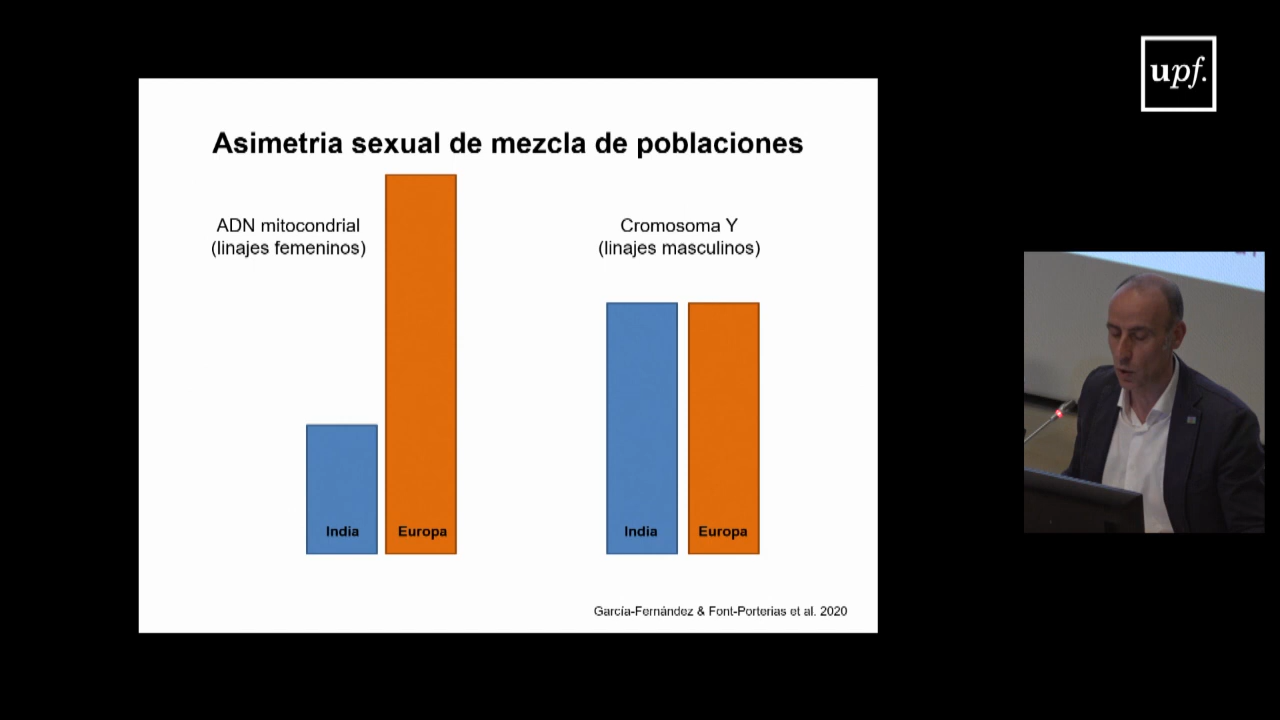 upf.
Asimetria sexual de mezcla de poblaciones
ADN mitocondrial
(linajes femeninos)
Cromosoma Y
(linajes masculinos)
India
Europa
India
Europa
García-Fernández & Font-Porterias et al. 2020